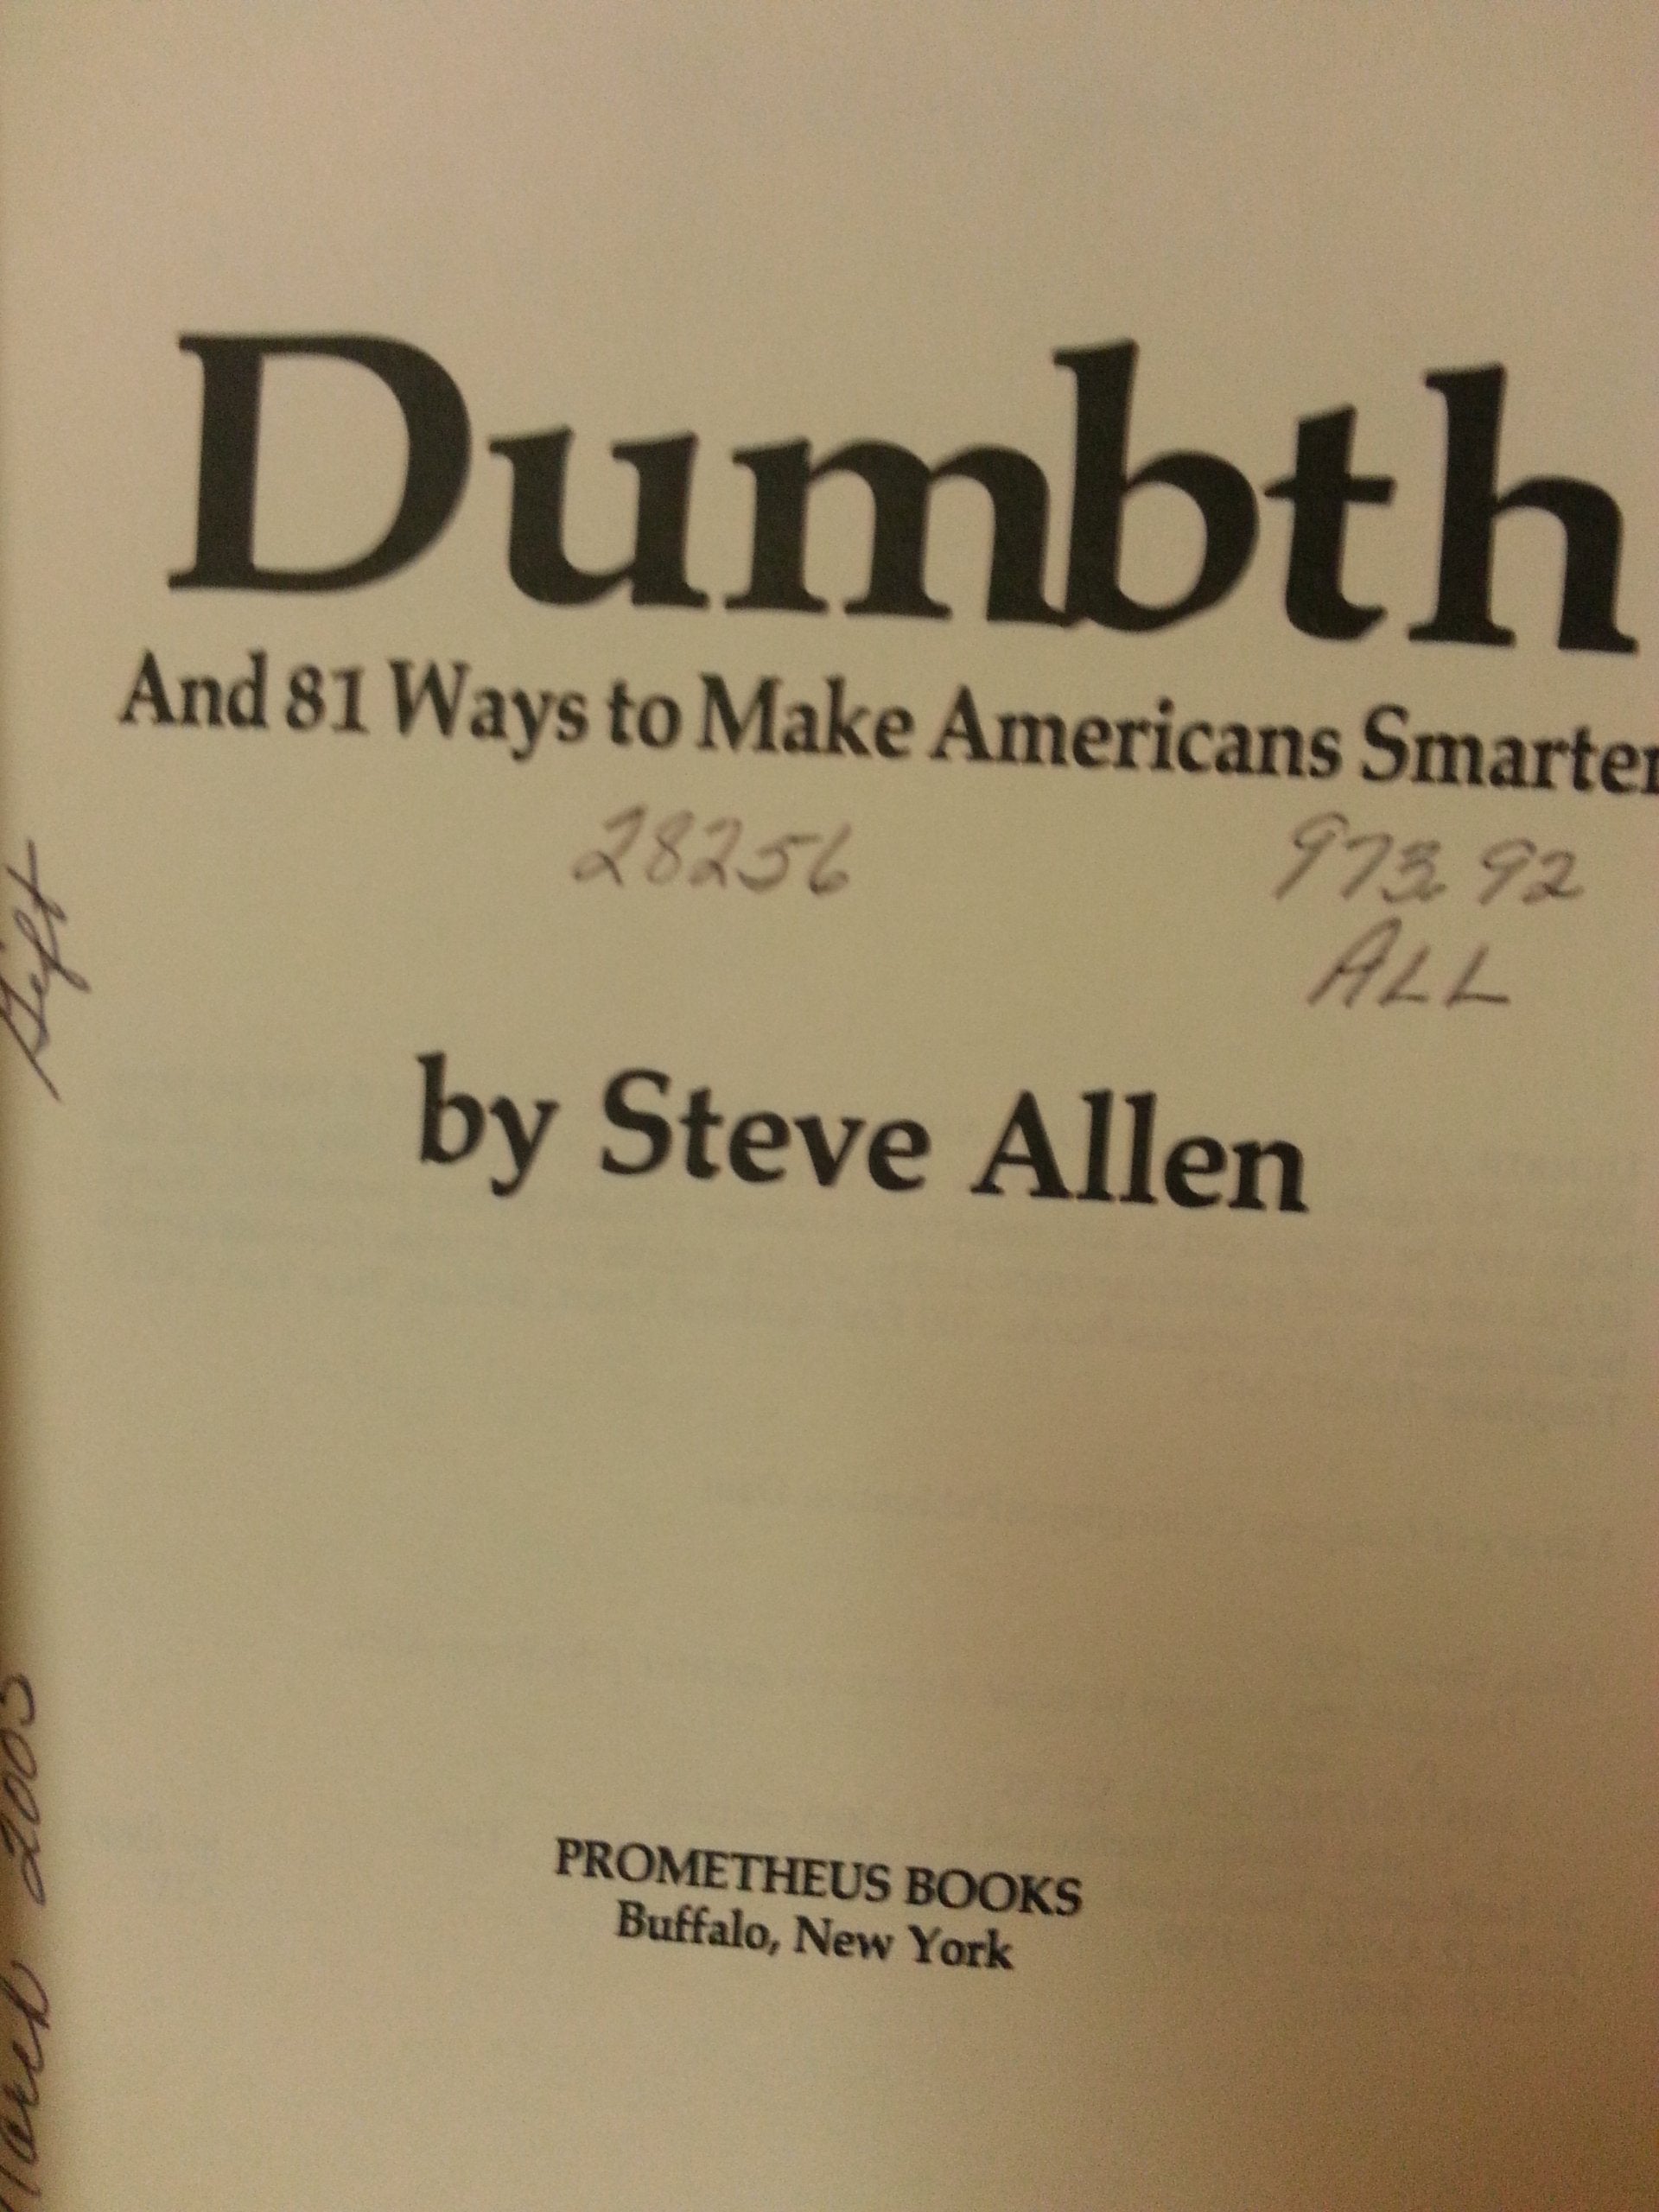 Dumbth
And 81 Ways to Make Americans Smarter
28256 973.92
ALL
Gift
by Steve Allen
March 2003
PROMETHEUS BOOKS
Buffalo, New York